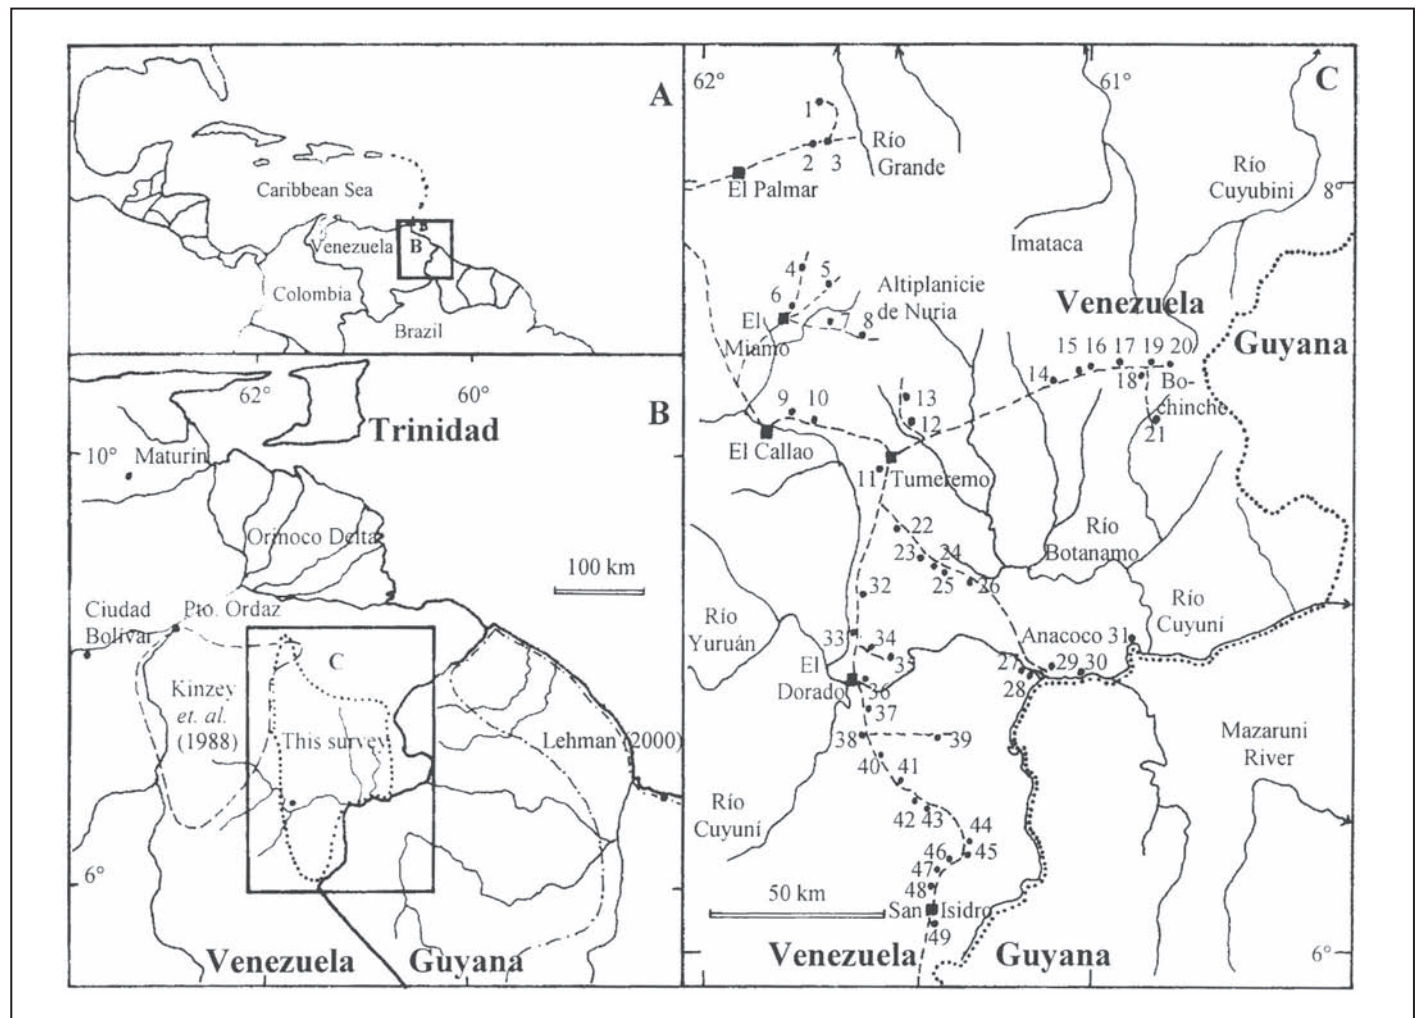 A
Caribbean Sea
Venezuela
B
Colombia
Brazil
62°
60°
B
Trinidad
10°
Maturín
Orinoco Delta
100 km
Ciudad
Bolívar
Pto. Ordaz
C
Kinzey
et. al.
(1988)
This survey
Lehman (2000)
6°
Venezuela
Guyana
62°
61°
C
1
2
3
Río
Grande
El Palmar
Río
Cuyubini
8°
Imataca
4
5
6
Altiplanicie
de Nuria
El
Miamo
7
8
Venezuela
Guyana
15
16
17
19
20
14
18
Bo-
chinche
21
9
10
13
12
El Callao
11
Tumeremo
22
23
24
25
26
Río
Botanamo
32
Río
Yuruán
33
34
35
Anacoco 31
Río
Cuyuní
El
Dorado
27
28
29
30
36
37
38
39
40
41
Mazaruni
River
Río
Cuyuní
42
43
44
45
46
47
48
50 km
San Isidro
49
Venezuela
Guyana
6°